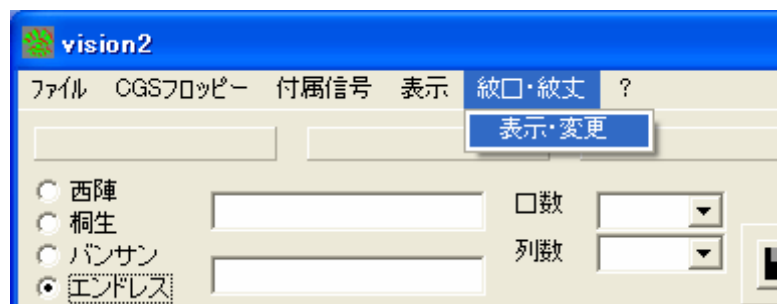 vision2
ファイル CGSフロッピー 付属信号 表示 紋口・紋丈 ?
表示・変更
西陣
桐生
バンサン
エンドレス
口数
列数